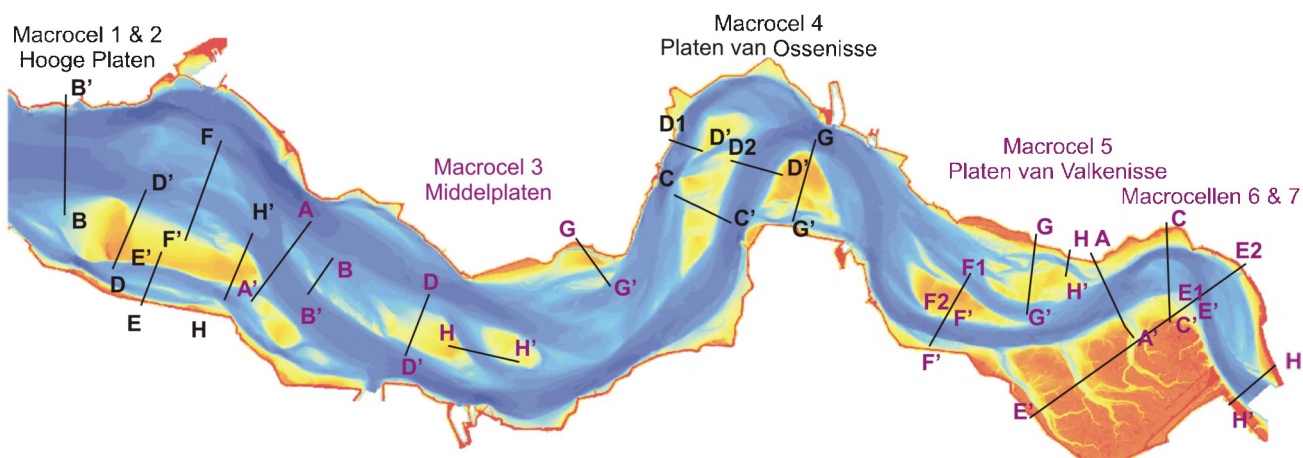 Macrocel 1 & 2
Hooge Platen
B'
B
D'
D
E'
E
F
F'
H'
H
A
A'
B
B'
Macrocel 3
Middelplaten
D
D'
H
H'
G
G'
Macrocel 4
Platen van Ossenisse
D1
D'
D2
D'
C
C'
G
G'
Macrocel 5
Platen van Valkenisse
Macrocellen 6 & 7
F1
F2
F'
F'
G
G'
H
H'
A
A'
C
C'
E2
E1
E'
E'
H
H'